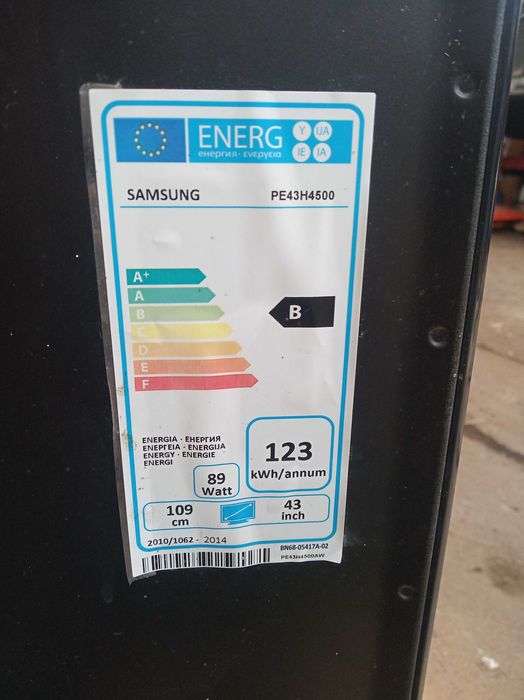 ENERG Y UA
енергия · ενεργεια IE IA
SAMSUNG PE43H4500
A+
A
B
B
C
D
E
F
ENERGIA · ЕНЕРГИЯ
ΕΝΕΡΓΕΙΑ · ENERGIJA
ENERGY · ENERGIE
ENERGI
123
kWh/annum
89
Watt
109
cm
43
inch
2010/1062 - 2014
BN68-05417A-02
PE43H4500AW